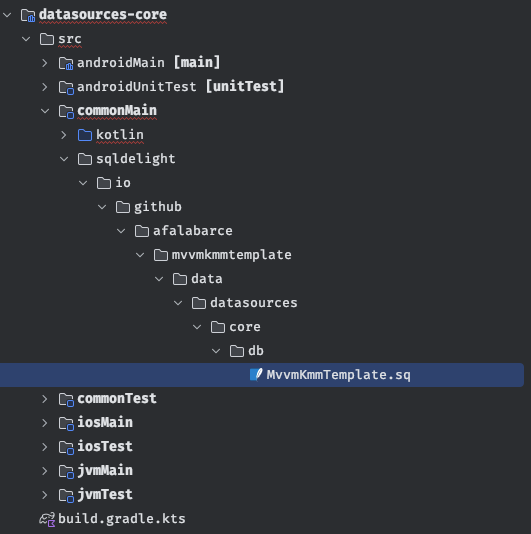 datasources-core
src
androidMain [main]
androidUnitTest [unitTest]
commonMain
kotlin
sqldelight
io
github
afalabarce
mvvmkmmtemplate
data
datasources
core
db
MvvmKmmTemplate.sq
commonTest
iosMain
iosTest
jvmMain
jvmTest
build.gradle.kts